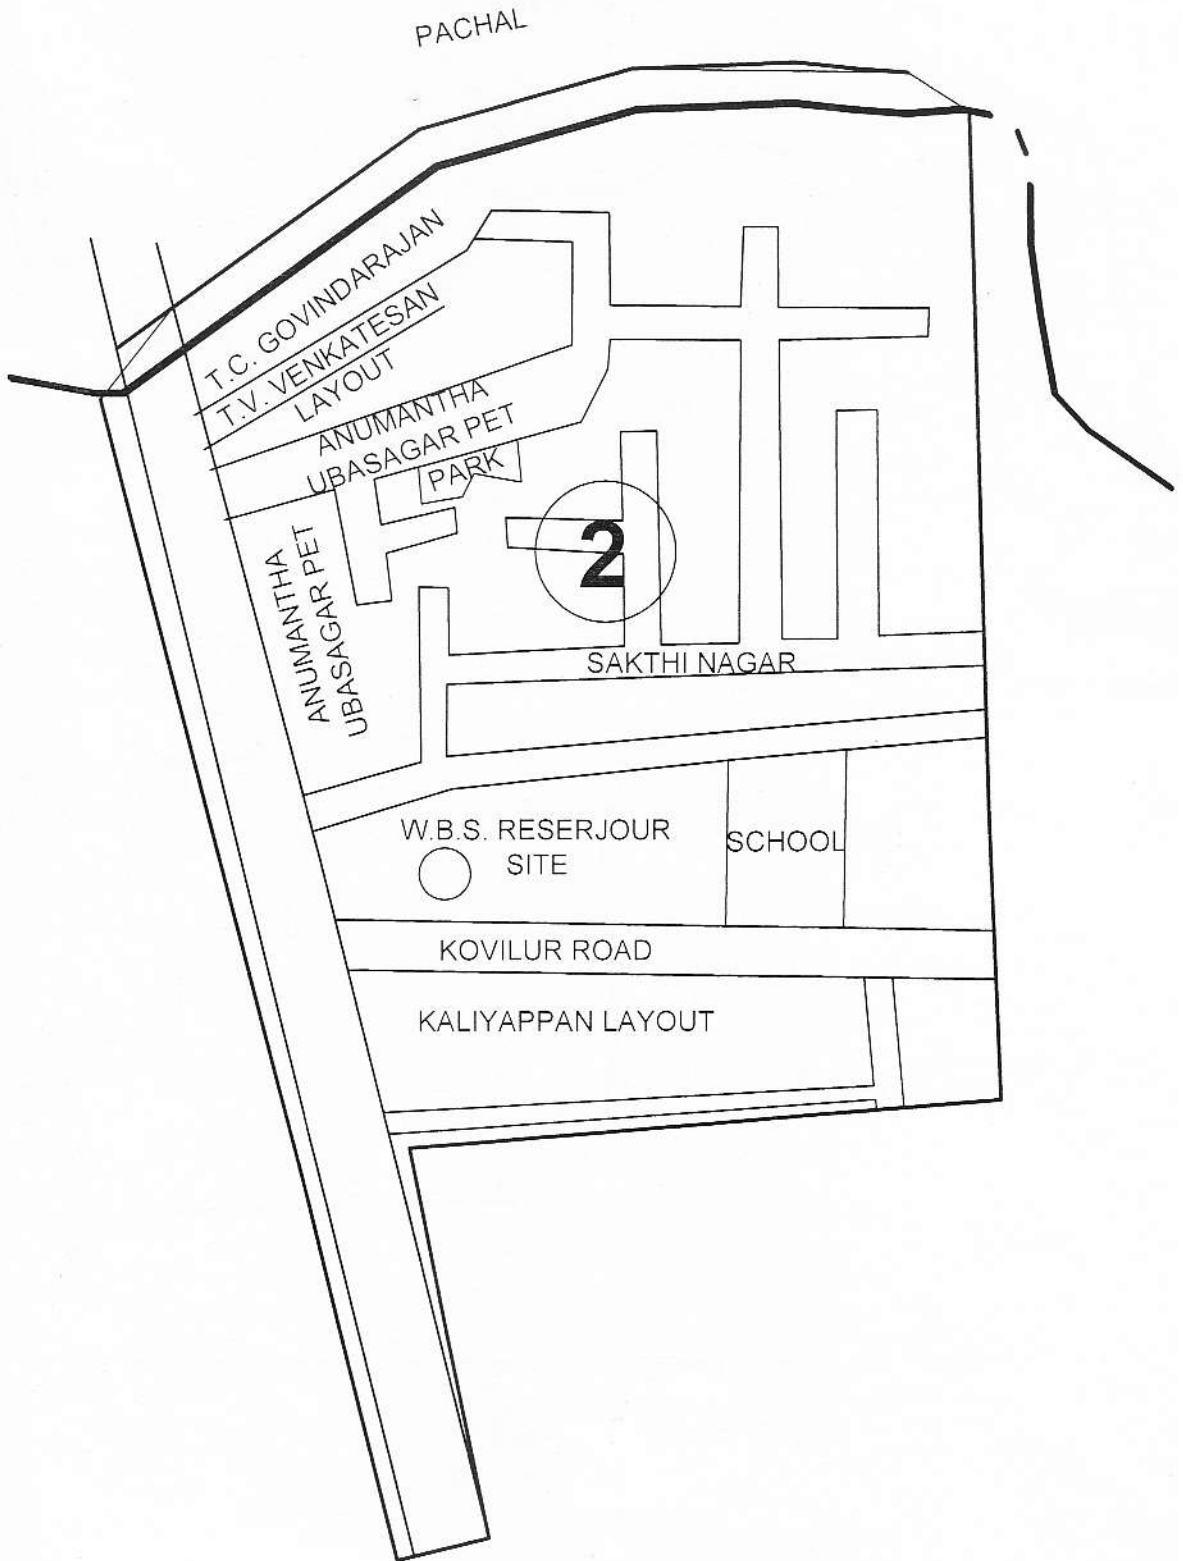 PACHAL
T.C. GOVINDARAJAN
T.V. VENKATESAN
LAYOUT
ANUMANTHA
UBASAGAR PET
PARK
2
ANUMANTHA
UBASAGAR PET
SAKTHI NAGAR
W.B.S. RESERJOUR
SITE
SCHOOL
KOVILUR ROAD
KALIYAPPAN LAYOUT